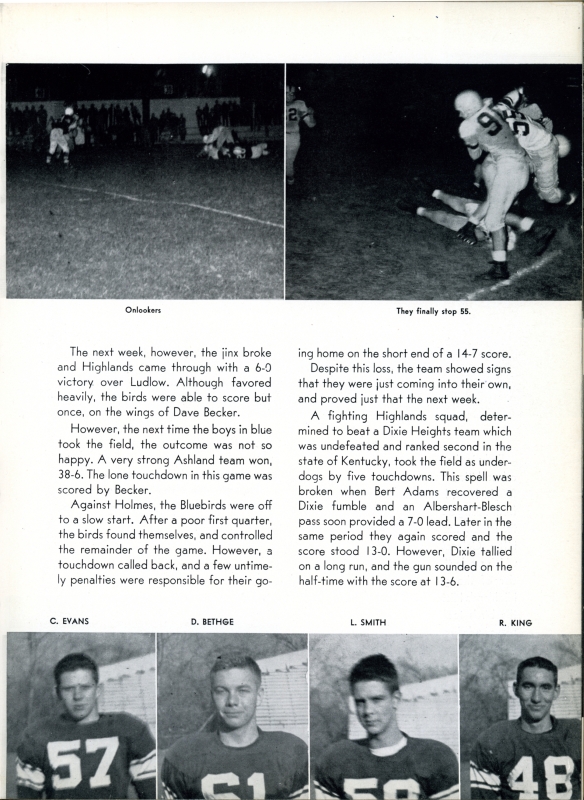 Onlookers
They finally stop 55.
The next week, however, the jinx broke
and Highlands came through with a 6-0
victory over Ludlow. Although favored
heavily, the birds were able to score but
once, on the wings of Dave Becker.
However, the next time the boys in blue
took the field, the outcome was not so
happy. A very strong Ashland team won,
38-6. The lone touchdown in this game was
scored by Becker.
Against Holmes, the Bluebirds were off
to a slow start. After a poor first quarter,
the birds found themselves, and controlled
the remainder of the game. However, a
touchdown called back, and a few untime-
ly penalties were responsible for their go-
ing home on the short end of a 14-7 score.
Despite this loss, the team showed signs
that they were just coming into their own,
and proved just that the next week.
A fighting Highlands squad, deter-
mined to beat a Dixie Heights team which
was undefeated and ranked second in the
state of Kentucky, took the field as under-
dogs by five touchdowns. This spell was
broken when Bert Adams recovered a
Dixie fumble and an Albershart-Blesch
pass soon provided a 7-0 lead. Later in the
same period they again scored and the
score stood 13-0. However, Dixie tallied
on a long run, and the gun sounded on the
half-time with the score at 13-6.
C. EVANS
D. BETHGE
L. SMITH
R. KING
57
61
48